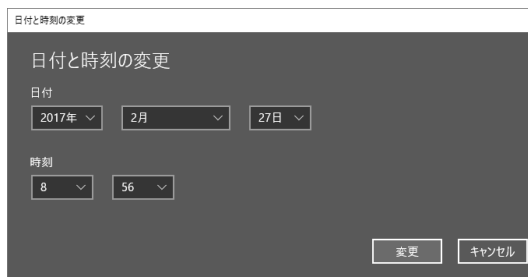 日付と時刻の変更
日付と時刻の変更
日付
2017年 2月 27日
時刻
8 56
変更 キャンセル